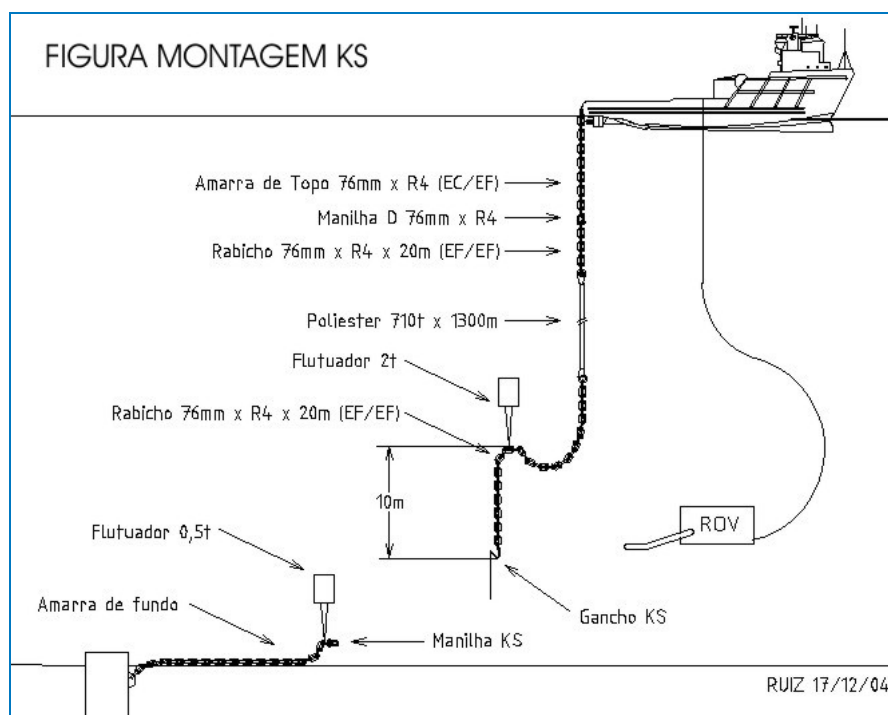 FIGURA MONTAGEM KS
Amarra de Topo 76mm x R4 (EC/EF)
Manilha D 76mm x R4
Rabicho 76mm x R4 x 20m (EF/EF)
Poliester 710t x 1300m
Flutuador 2t
Rabicho 76mm x R4 x 20m (EF/EF)
10m
ROV
Flutuador 0,5t
Gancho KS
Amarra de fundo
Manilha KS
RUIZ 17/12/04